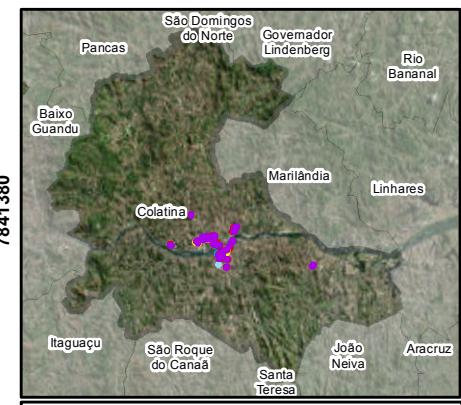 São Domingos
do Norte
Governador
Lindenberg
Pancas
Rio
Bananal
Baixo
Guandu
Marilândia
Linhares
Colatina
7841380
Itaguaçu
São Roque
do Canaã
João
Neiva
Aracruz
Santa
Teresa